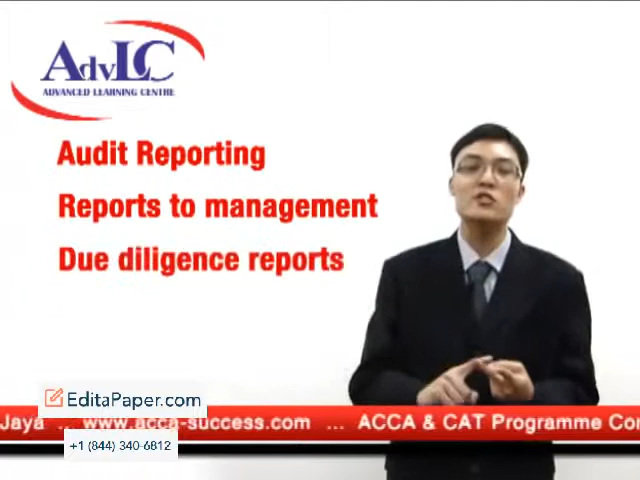 AdvLC
ADVANCED LEARNING CENTRE
Audit Reporting
Reports to management
Due diligence reports
EditaPaper.com
Jaya ... www.acca-success.com ... ACCA & CAT Programme Con
+1 (844) 340-6812